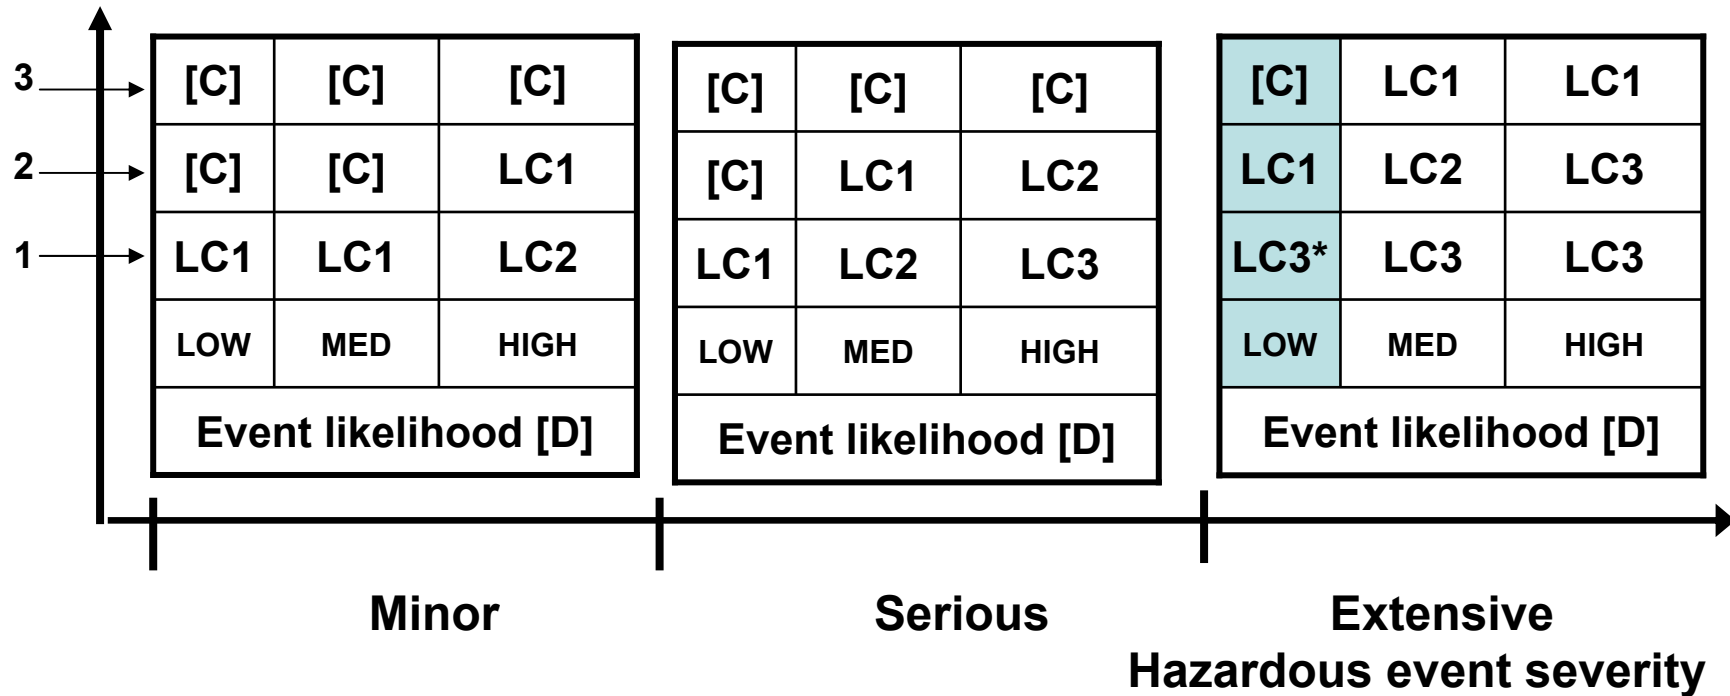 3 [C] [C] [C] [C] [C] [C] [C] LC1 LC1
2 [C] [C] LC1 [C] LC1 LC2 LC1 LC2 LC3
1 LC1 LC1 LC2 LC1 LC2 LC3 LC3* LC3 LC3
LOW MED HIGH LOW MED HIGH LOW MED HIGH
Event likelihood [D] Event likelihood [D] Event likelihood [D]
Minor Serious Extensive
Hazardous event severity